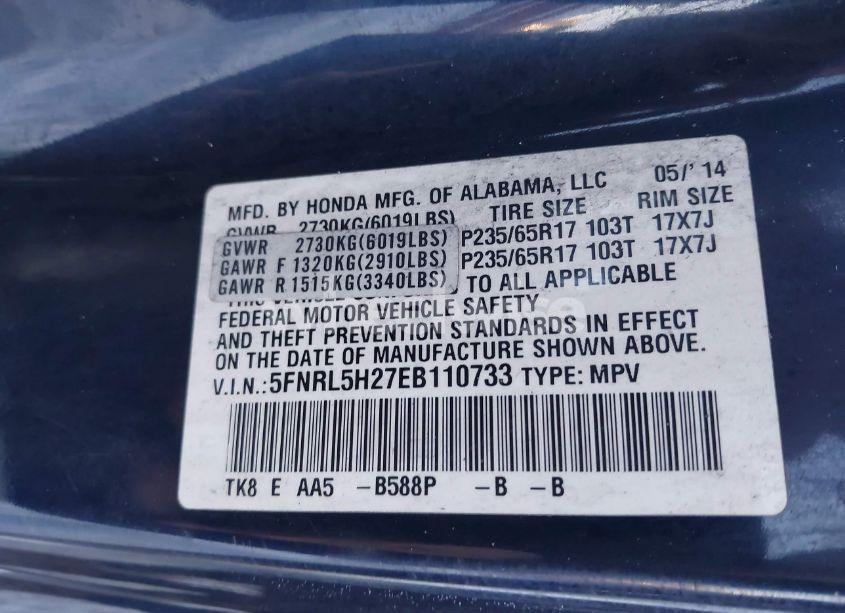 MFD. BY HONDA MFG. OF ALABAMA, LLC 05/'14
GVWR 2730KG(6019LBS) TIRE SIZE RIM SIZE
GVWR 2730KG(6019LBS) P235/65R17 103T 17X7J
GAWR F 1320KG(2910LBS) P235/65R17 103T 17X7J
GAWR R 1515KG(3340LBS) TO ALL APPLICABLE
THIS VEHICLE
FEDERAL MOTOR VEHICLE SAFETY
AND THEFT PREVENTION STANDARDS IN EFFECT
ON THE DATE OF MANUFACTURE SHOWN ABOVE.
V.I.N.: 5FNRL5H27EB110733 TYPE: MPV
TK8 E AA5 -B588P -B -B